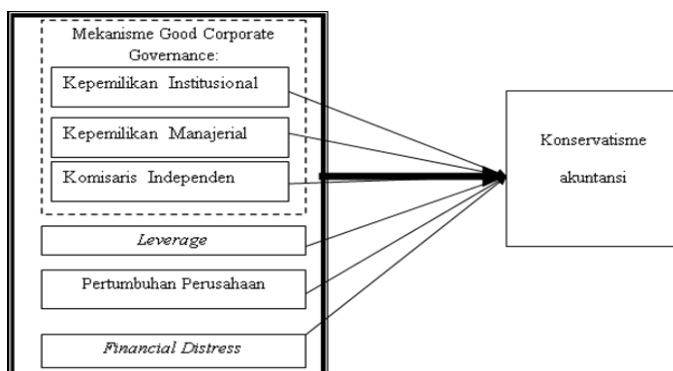 Mekanisme Good Corporate
Governance:
Kepemilikan Institusional
Kepemilikan Manajerial
Komisaris Independen
Leverage
Pertumbuhan Perusahaan
Financial Distress
Konservatisme
akuntansi